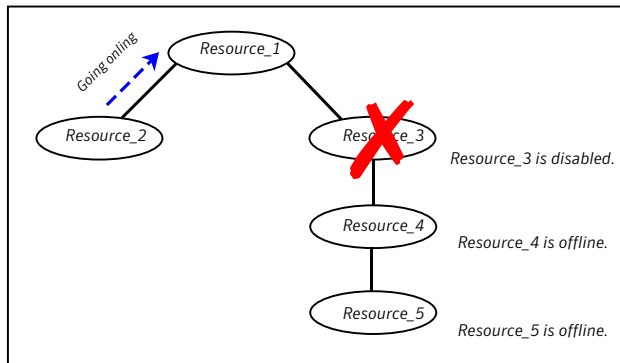 Resource_1
Going onling
Resource_2
Resource_3
Resource_3 is disabled.
Resource_4
Resource_4 is offline.
Resource_5
Resource_5 is offline.